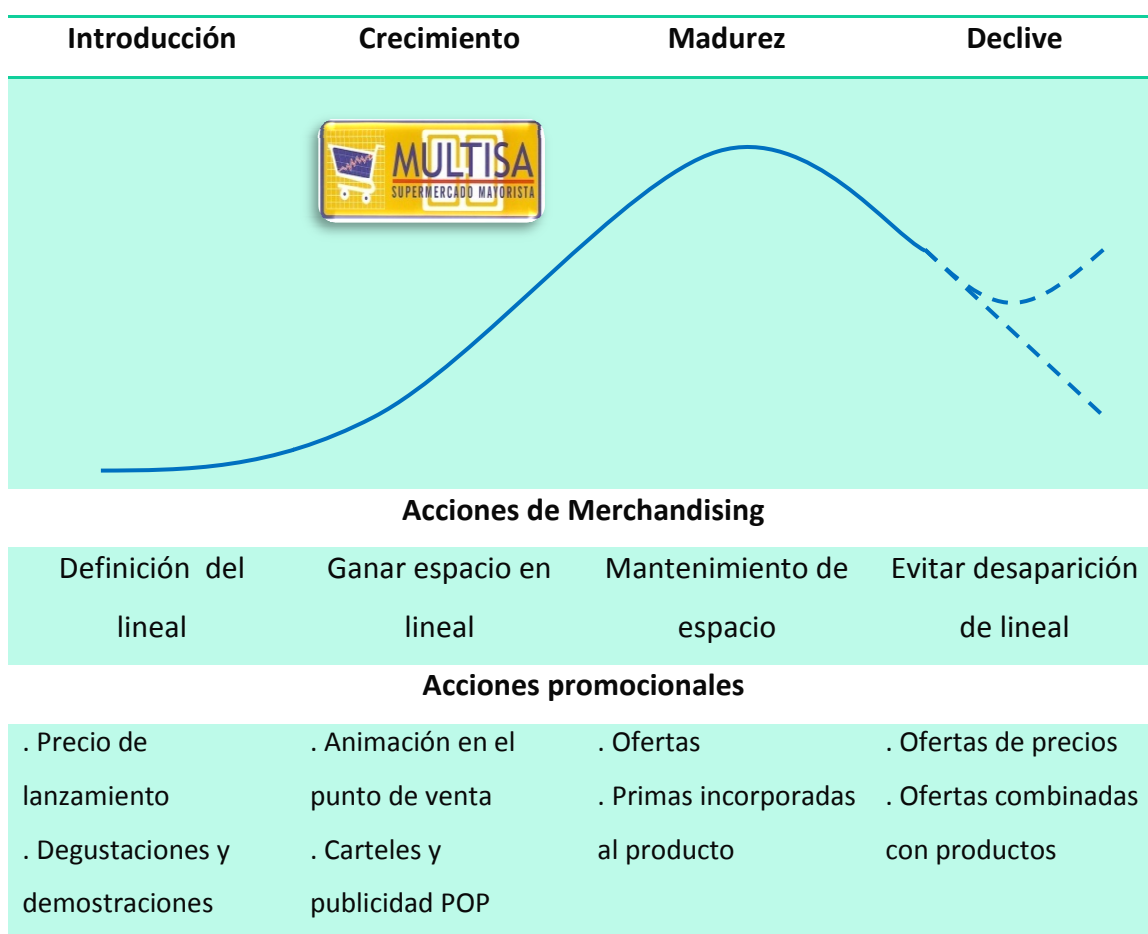 Introducción Crecimiento Madurez Declive
MULTISA
SUPERMERCADO MAYORISTA
Acciones de Merchandising
Definición del
lineal
Ganar espacio en
lineal
Mantenimiento de
espacio
Evitar desaparición
de lineal
Acciones promocionales
. Precio de
lanzamiento
. Degustaciones y
demostraciones
. Animación en el
punto de venta
. Carteles y
publicidad POP
. Ofertas
. Primas incorporadas
al producto
. Ofertas de precios
. Ofertas combinadas
con productos